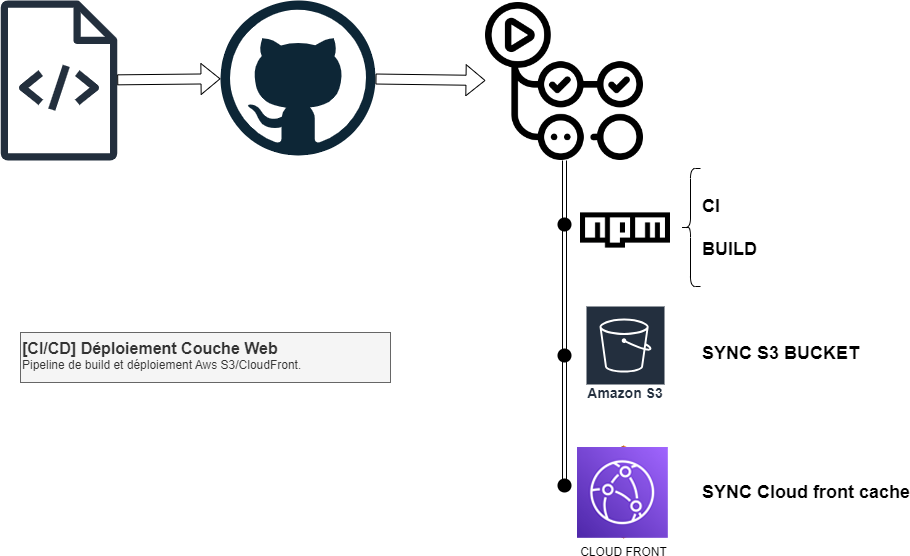 </>
npm
CI
BUILD
[CI/CD] Déploiement Couche Web
Pipeline de build et déploiement Aws S3/CloudFront.
SYNC S3 BUCKET
Amazon S3
SYNC Cloud front cache
CLOUD FRONT